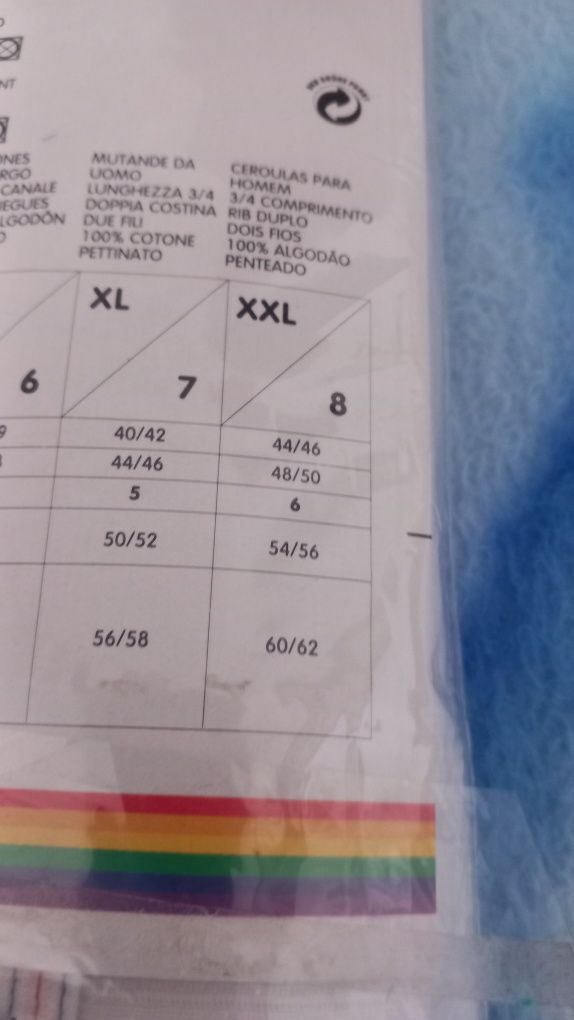 NT
MUTANDE DA
UOMO
LUNGHEZZA 3/4
DOPPIA COSTINA
DUE FILI
100% COTONE
PETTINATO
CEROULAS PARA
HOMEM
3/4 COMPRIMENTO
RIB DUPLO
DOIS FIOS
100% ALGODÃO
PENTEADO
ONES
RGO
CANALE
IEGUES
LGODÓN
O
XL
XXL
6
7
8
9
40/42
44/46
44/46
48/50
5
6
50/52
54/56
56/58
60/62